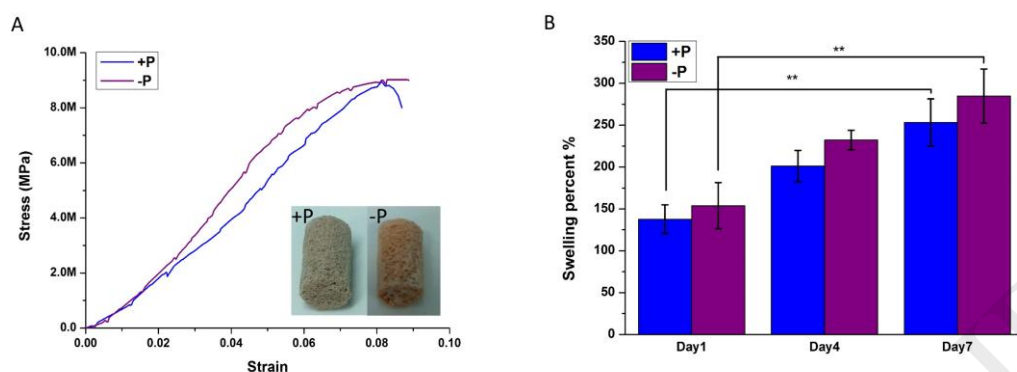 A
10.0M
+P
-P
8.0M
6.0M
4.0M
2.0M
0.0
Stress (MPa)
+P
-P
0.00
0.02
0.04
0.06
0.08
0.10
Strain
B
350
300
250
200
150
100
50
0
Swelling percent %
+P
-P
**
**
Day1
Day4
Day7